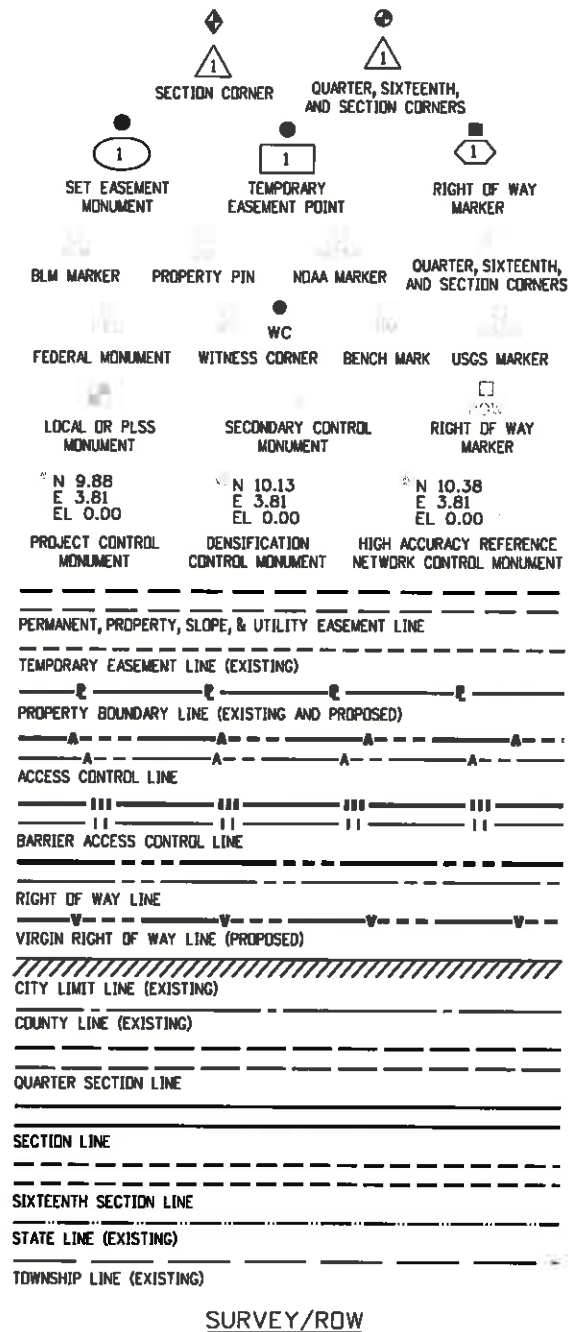 1
1
SECTION CORNER
QUARTER, SIXTEENTH,
AND SECTION CORNERS
1
1
1
SET EASEMENT
MONUMENT
TEMPORARY
EASEMENT POINT
RIGHT OF WAY
MARKER
BLM MARKER
PROPERTY PIN
NOAA MARKER
QUARTER, SIXTEENTH,
AND SECTION CORNERS
WC
FEDERAL MONUMENT
WITNESS CORNER
BENCH MARK
USGS MARKER
ROW
LOCAL OR PLSS
MONUMENT
SECONDARY CONTROL
MONUMENT
RIGHT OF WAY
MARKER
N 9.88
E 3.81
EL 0.00
N 10.13
E 3.81
EL 0.00
N 10.38
E 3.81
EL 0.00
PROJECT CONTROL
MONUMENT
DENSIFICATION
CONTROL MONUMENT
HIGH ACCURACY REFERENCE
NETWORK CONTROL MONUMENT
PERMANENT, PROPERTY, SLOPE, & UTILITY EASEMENT LINE
TEMPORARY EASEMENT LINE (EXISTING)
PROPERTY BOUNDARY LINE (EXISTING AND PROPOSED)
A A A A
A A A A
ACCESS CONTROL LINE
BARRIER ACCESS CONTROL LINE
RIGHT OF WAY LINE
V V V V
VIRGIN RIGHT OF WAY LINE (PROPOSED)
CITY LIMIT LINE (EXISTING)
COUNTY LINE (EXISTING)
QUARTER SECTION LINE
SECTION LINE
SIXTEENTH SECTION LINE
STATE LINE (EXISTING)
TOWNSHIP LINE (EXISTING)
SURVEY/ROW